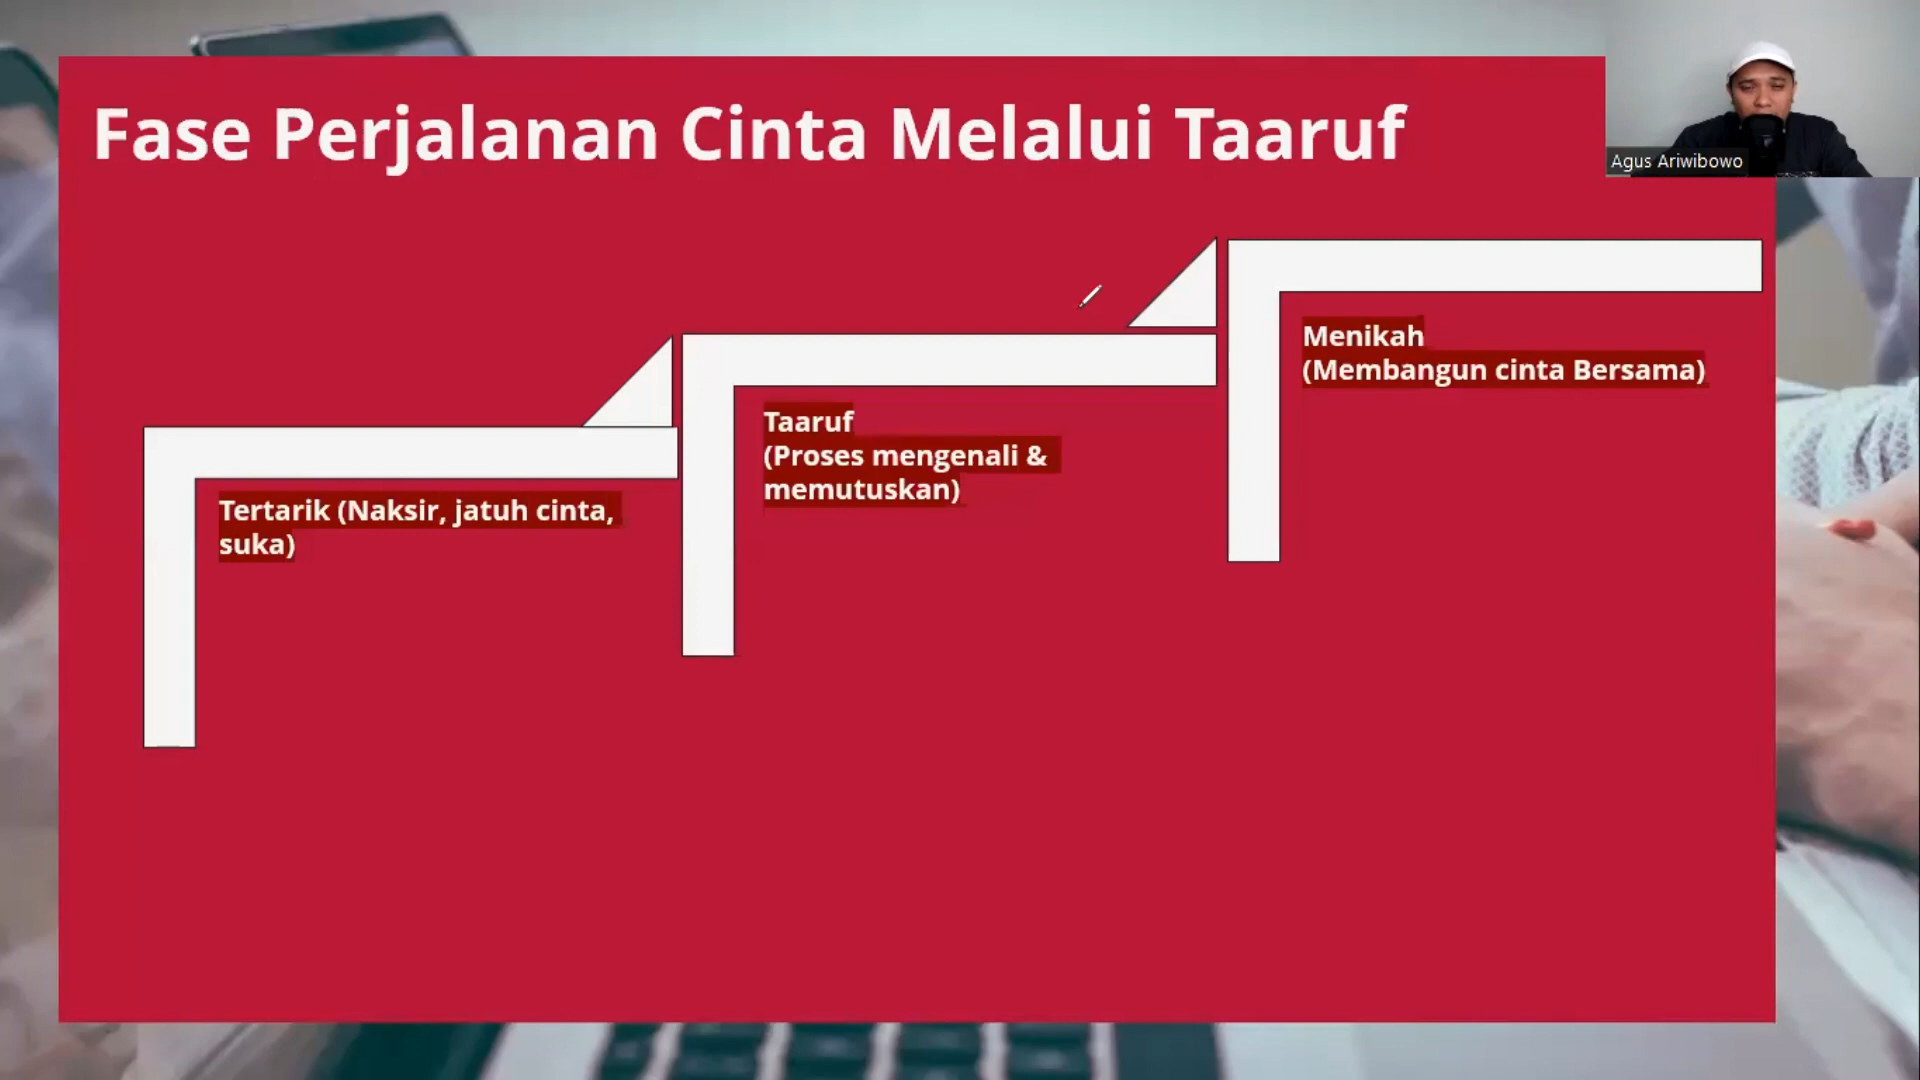 Fase Perjalanan Cinta Melalui Taaruf
Agus Ariwibowo
Tertarik (Naksir, jatuh cinta,
suka)
Taaruf
(Proses mengenali &
memutuskan)
Menikah
(Membangun cinta Bersama)